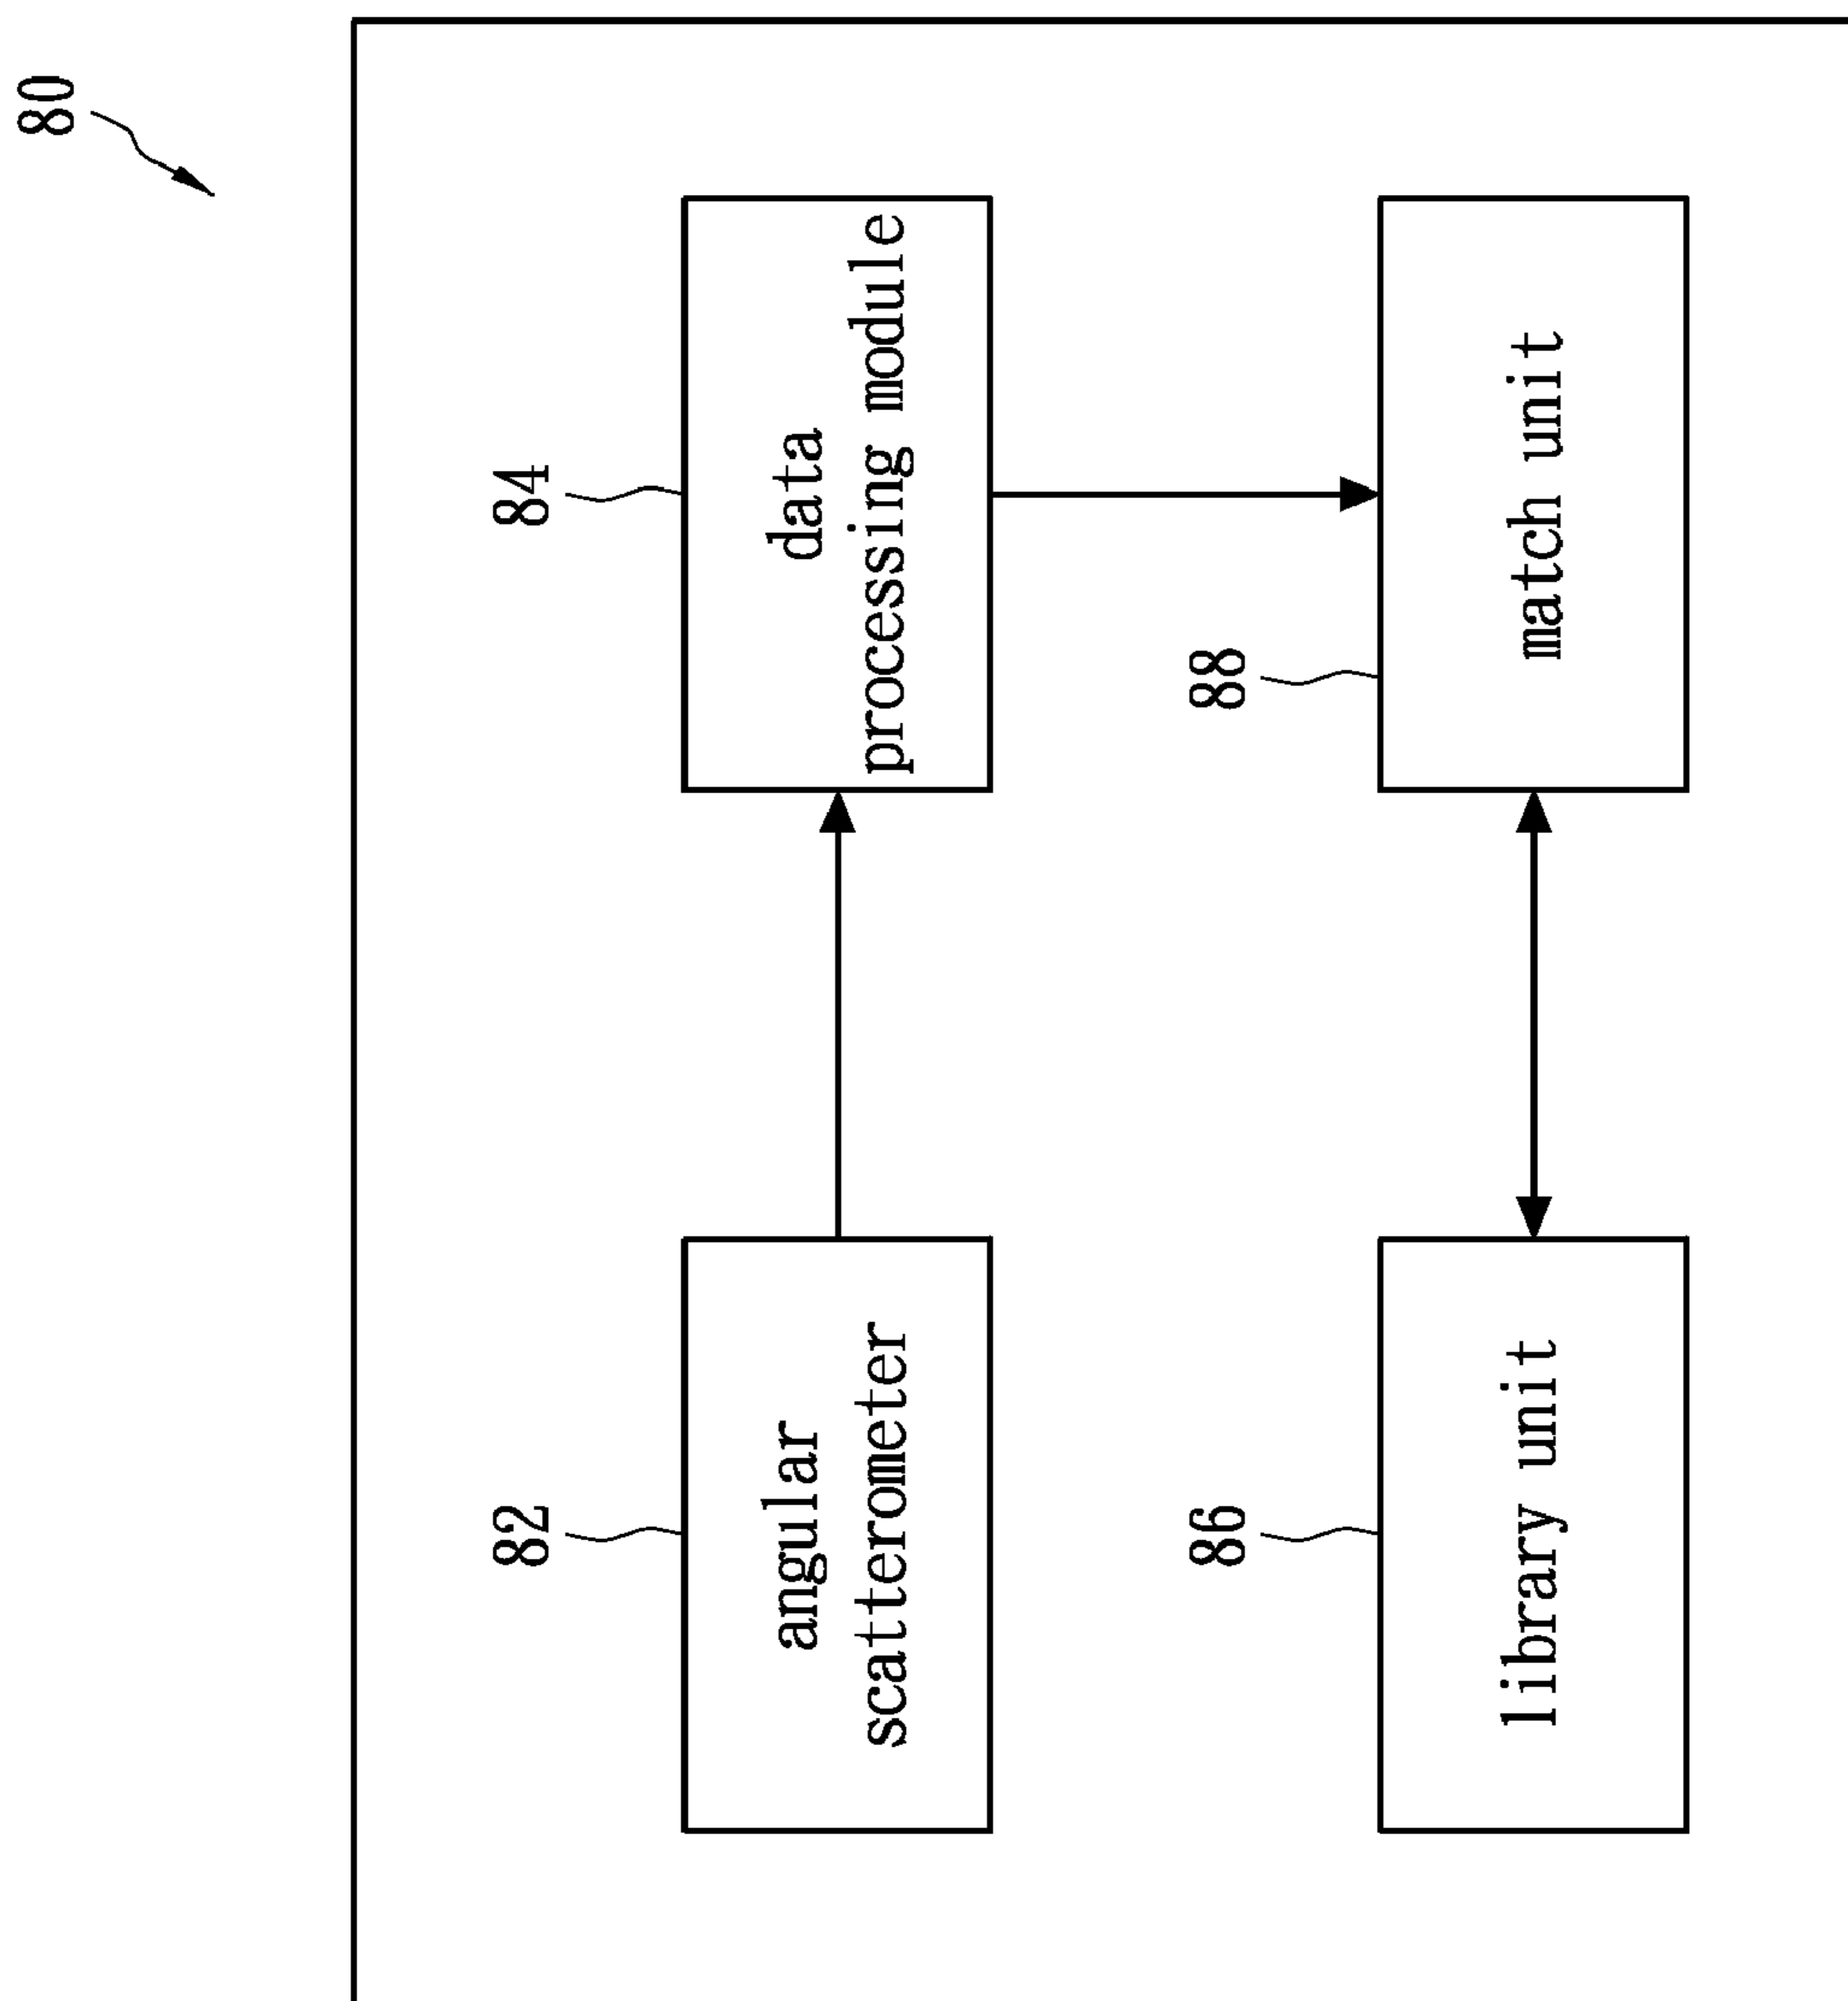 80
82
angular
scatterometer
84
data
processing module
86
library unit
88
match unit